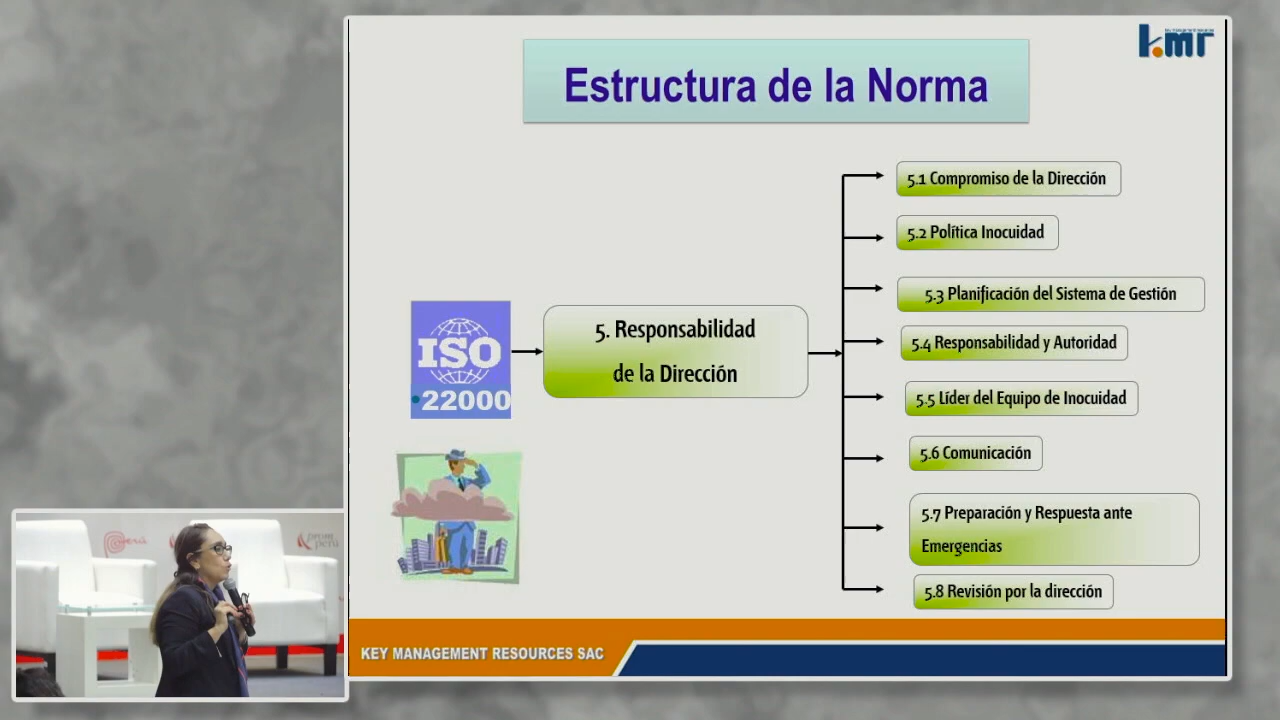 kmr
Estructura de la Norma
5.1 Compromiso de la Dirección
5.2 Política Inocuidad
5.3 Planificación del Sistema de Gestión
ISO
22000
5. Responsabilidad
de la Dirección
5.4 Responsabilidad y Autoridad
5.5 Líder del Equipo de Inocuidad
5.6 Comunicación
5.7 Preparación y Respuesta ante
Emergencias
5.8 Revisión por la dirección
Perú
prom
perú
KEY MANAGEMENT RESOURCES SAC